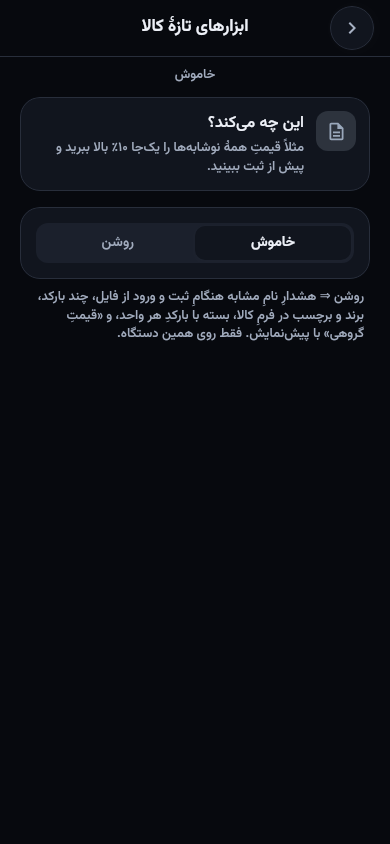 ابزارهای تازهٔ کالا
خاموش
این چه می‌کند؟
مثلاً قیمتِ همهٔ نوشابه‌ها را یک‌جا ۱۰٪ بالا ببرید و
پیش از ثبت ببینید.
خاموش
روشن
روشن ⇒ هشدارِ نامِ مشابه هنگامِ ثبت و ورود از فایل، چند بارکد،
برند و برچسب در فرمِ کالا، بسته با بارکدِ هر واحد، و «قیمتِ
گروهی» با پیش‌نمایش. فقط روی همین دستگاه.